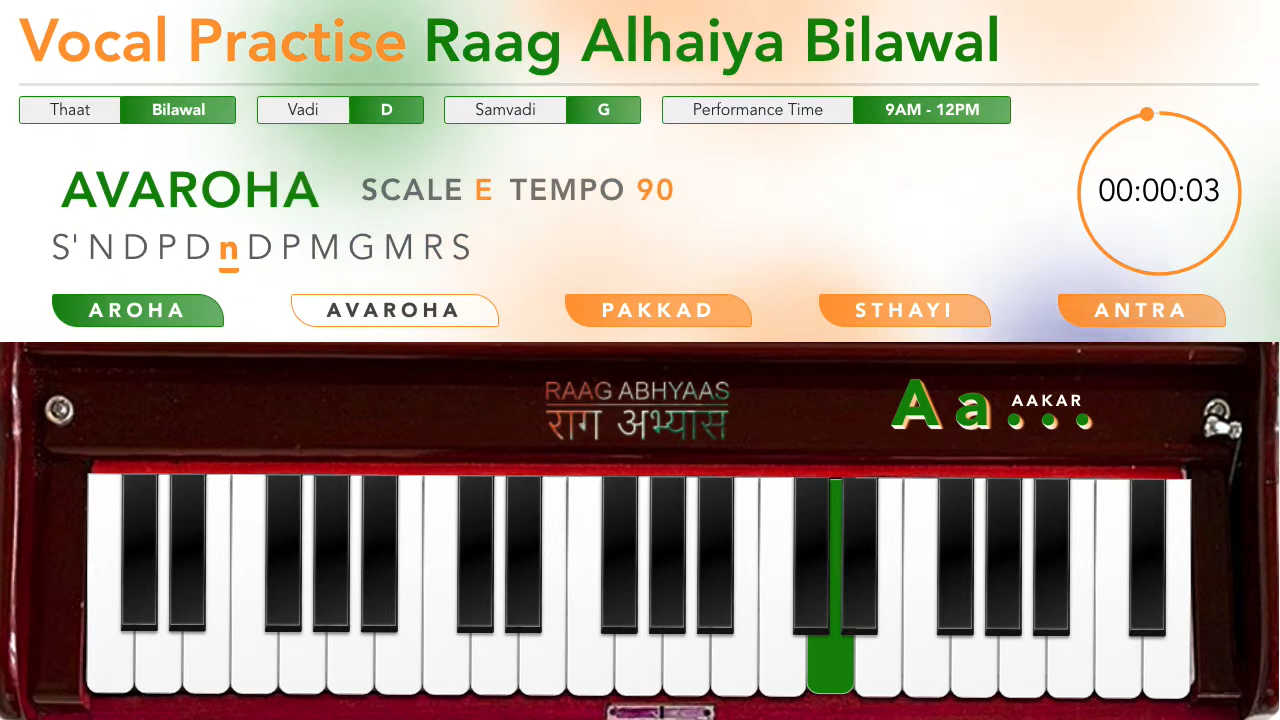 Vocal Practise Raag Alhaiya Bilawal
Thaat Bilawal Vadi D Samvadi G Performance Time 9AM - 12PM
AVAROHA SCALE E TEMPO 90
00:00:03
S' N D P D n D P M G M R S
AROHA AVAROHA PAKKAD STHAYI ANTRA
RAAG ABHYAAS
राग अभ्यास
Aa... AAKAR